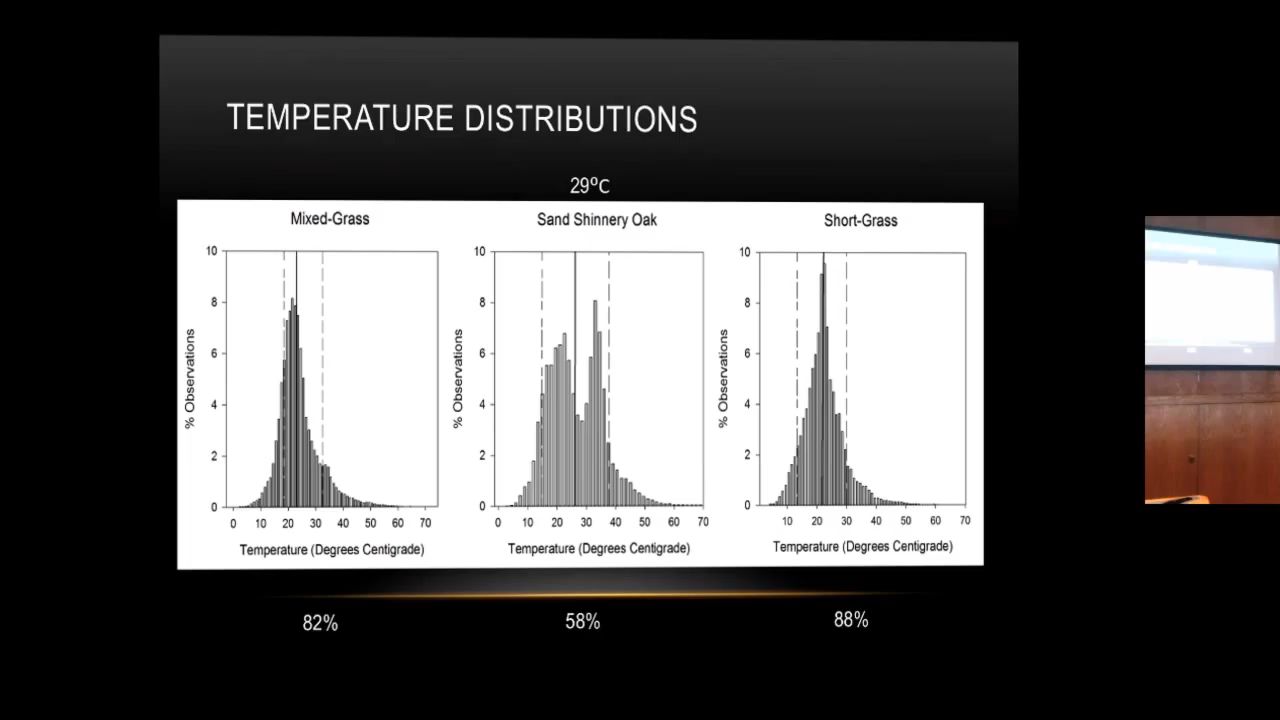 TEMPERATURE DISTRIBUTIONS
29ºC
Mixed-Grass
Sand Shinnery Oak
Short-Grass
% Observations
10
8
6
4
2
0
0 10 20 30 40 50 60 70
Temperature (Degrees Centigrade)
% Observations
10
8
6
4
2
0
0 10 20 30 40 50 60 70
Temperature (Degrees Centigrade)
% Observations
10
8
6
4
2
0
10 20 30 40 50 60 70
Temperature (Degrees Centigrade)
82%
58%
88%